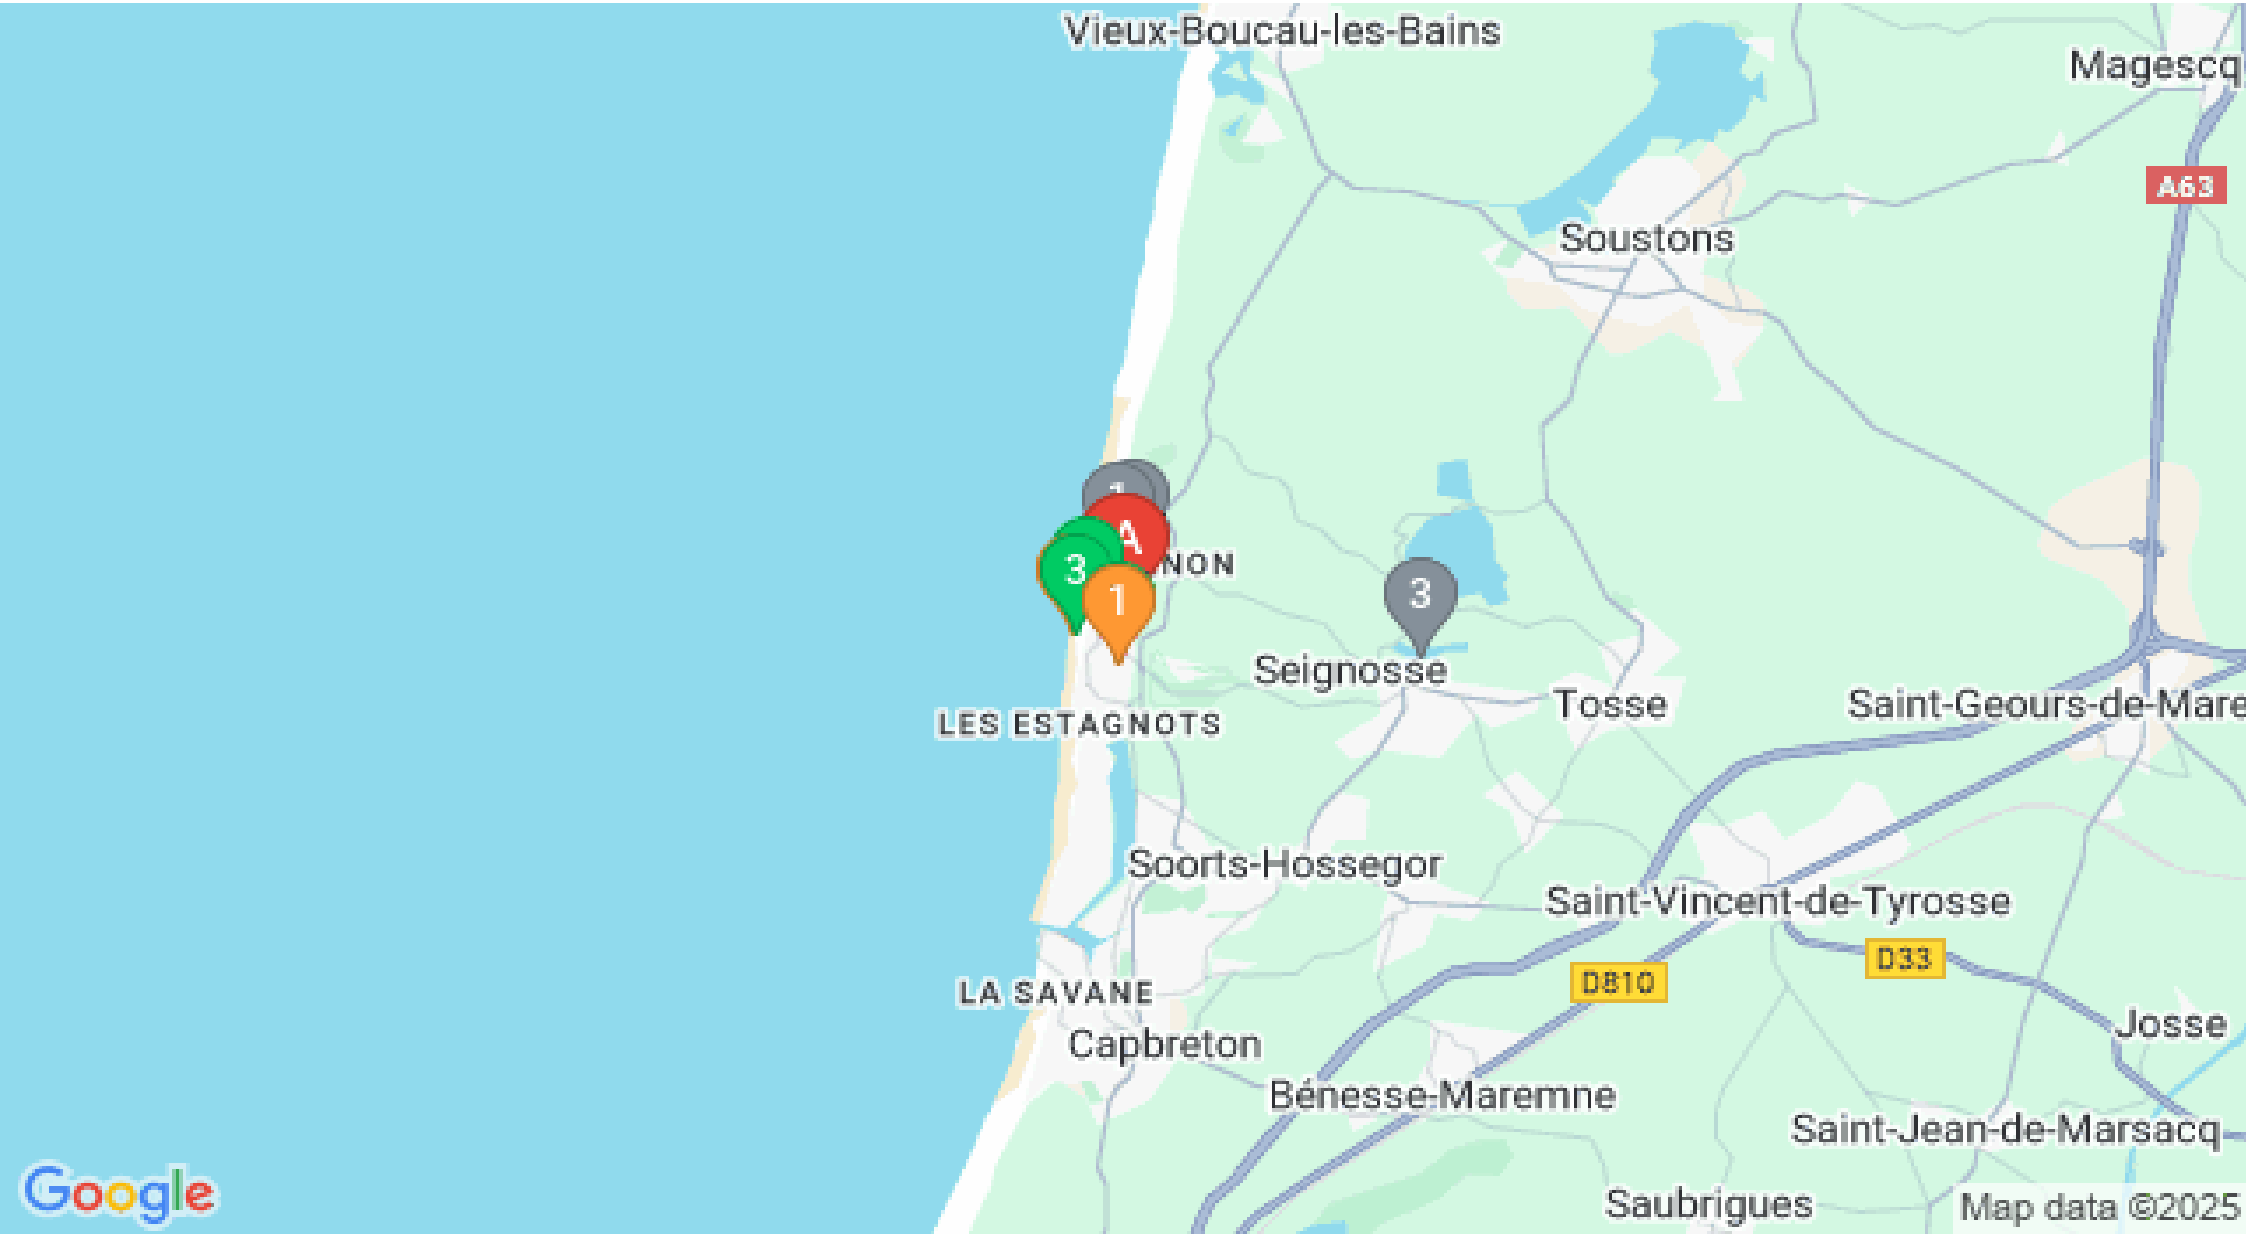 Vieux-Boucau-les-Bains
Magescq
A63
Soustons
1
A
NON
3
1
3
Seignosse
Tosse
Saint-Geours-de-Mare
LES ESTAGNOTS
Soorts-Hossegor
Saint-Vincent-de-Tyrosse
D33
D810
LA SAVANE
Josse
Capbreton
Bénesse-Maremne
Saint-Jean-de-Marsacq
Google
Saubrigues
Map data ©2025